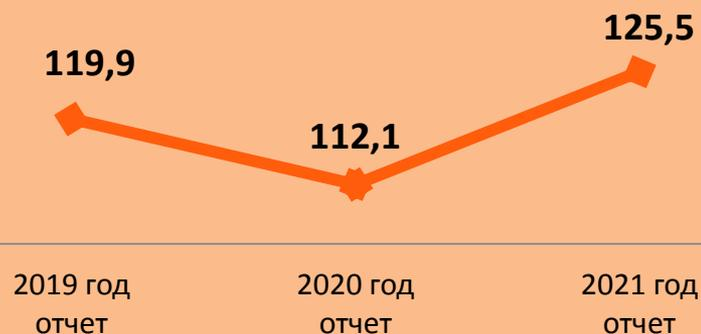 125,5
119,9
112,1
2019 год 2020 год 2021 год
отчет отчет отчет